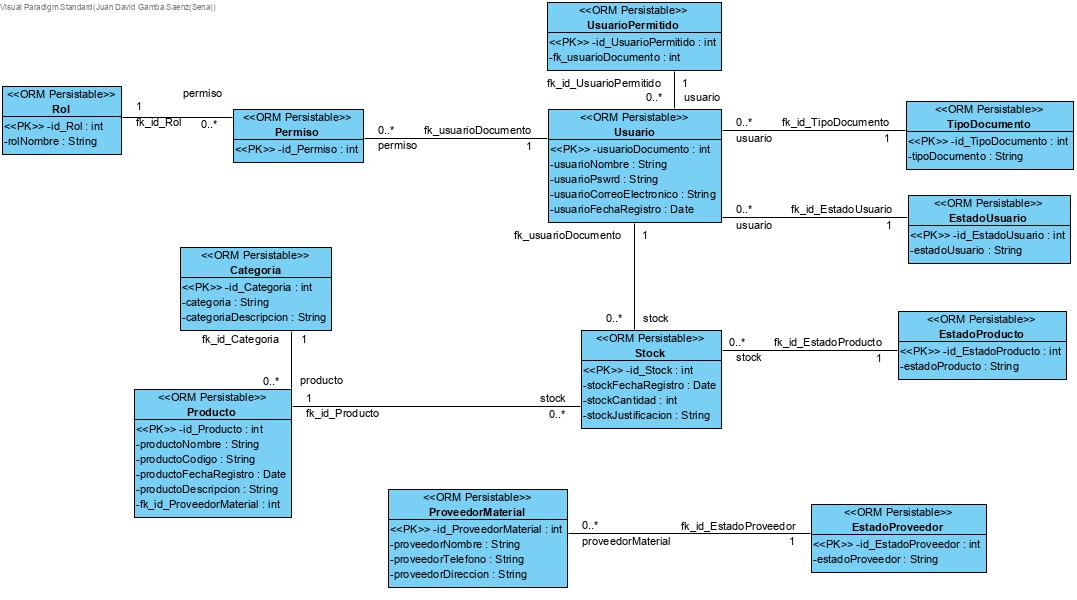 Visual Paradigm Standard(Juan David Gamba Saenz(Sena))
<<ORM Persistable>>
UsuarioPermitido
<<PK>> -id_UsuarioPermitido : int
-fk_usuarioDocumento : int
fk_id_UsuarioPermitido
1
0..*
usuario
<<ORM Persistable>>
Rol
<<PK>> -id_Rol : int
-rolNombre : String
permiso
1
fk_id_Rol
0..*
<<ORM Persistable>>
Permiso
<<PK>> -id_Permiso : int
0..*
fk_usuarioDocumento
permiso
1
<<ORM Persistable>>
Usuario
<<PK>> -usuarioDocumento : int
-usuarioNombre : String
-usuarioPswrd : String
-usuarioCorreoElectronico : String
-usuarioFechaRegistro : Date
0..*
fk_id_TipoDocumento
usuario
1
<<ORM Persistable>>
TipoDocumento
<<PK>> -id_TipoDocumento : int
-tipoDocumento : String
0..*
fk_id_EstadoUsuario
usuario
1
<<ORM Persistable>>
EstadoUsuario
<<PK>> -id_EstadoUsuario : int
-estadoUsuario : String
fk_usuarioDocumento
1
0..*
stock
<<ORM Persistable>>
Categoria
<<PK>> -id_Categoria : int
-categoria : String
-categoriaDescripcion : String
fk_id_Categoria
1
0..*
producto
<<ORM Persistable>>
Stock
<<PK>> -id_Stock : int
-stockFechaRegistro : Date
-stockCantidad : int
-stockJustificacion : String
0..*
fk_id_EstadoProducto
stock
1
<<ORM Persistable>>
EstadoProducto
<<PK>> -id_EstadoProducto : int
-estadoProducto : String
<<ORM Persistable>>
Producto
<<PK>> -id_Producto : int
-productoNombre : String
-productoCodigo : String
-productoFechaRegistro : Date
-productoDescripcion : String
-fk_id_ProveedorMaterial : int
1
stock
fk_id_Producto
0..*
<<ORM Persistable>>
ProveedorMaterial
<<PK>> -id_ProveedorMaterial : int
-proveedorNombre : String
-proveedorTelefono : String
-proveedorDireccion : String
0..*
fk_id_EstadoProveedor
proveedorMaterial
1
<<ORM Persistable>>
EstadoProveedor
<<PK>> -id_EstadoProveedor : int
-estadoProveedor : String